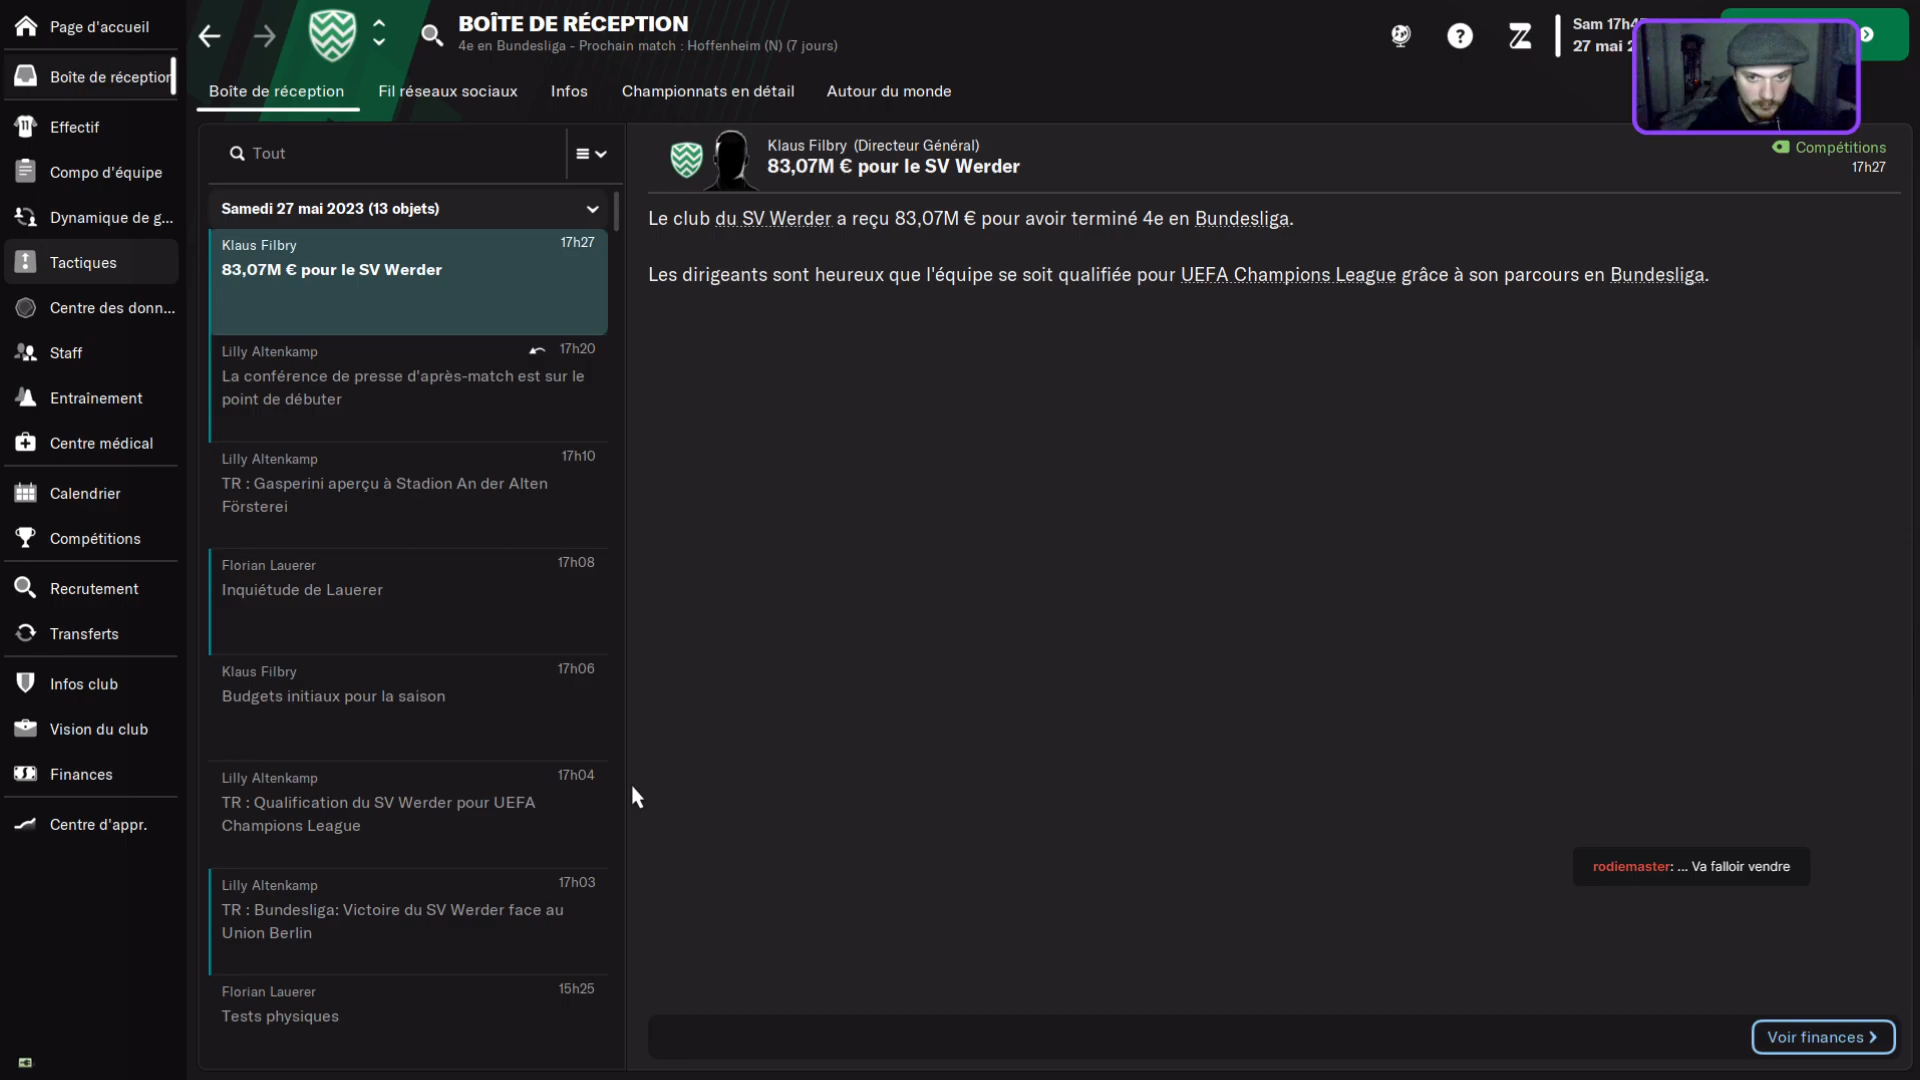 Page d'accueil
Boîte de réception
Effectif
Compo d'équipe
Dynamique de g...
Tactiques
Centre des donn...
Staff
Entraînement
Centre médical
Calendrier
Compétitions
Recrutement
Transferts
Infos club
Vision du club
Finances
Centre d'appr.
BOÎTE DE RÉCEPTION
4e en Bundesliga - Prochain match : Hoffenheim (N) (7 jours)
Sam
27 mai
Boîte de réception
Fil réseaux sociaux
Infos
Championnats en détail
Autour du monde
Tout
Samedi 27 mai 2023 (13 objets)
Klaus Filbry 17h27
83,07M € pour le SV Werder
Lilly Altenkamp 17h20
La conférence de presse d'après-match est sur le
point de débuter
Lilly Altenkamp 17h10
TR : Gasperini aperçu à Stadion An der Alten
Försterei
Florian Lauerer 17h08
Inquiétude de Lauerer
Klaus Filbry 17h06
Budgets initiaux pour la saison
Lilly Altenkamp 17h04
TR : Qualification du SV Werder pour UEFA
Champions League
Lilly Altenkamp 17h03
TR : Bundesliga: Victoire du SV Werder face au
Union Berlin
Florian Lauerer 15h25
Tests physiques
Klaus Filbry (Directeur Général)
83,07M € pour le SV Werder
Compétitions
17h27
Le club du SV Werder a reçu 83,07M € pour avoir terminé 4e en Bundesliga.
Les dirigeants sont heureux que l'équipe se soit qualifiée pour UEFA Champions League grâce à son parcours en Bundesliga.
rodiemaster: ... Va falloir vendre
Voir finances